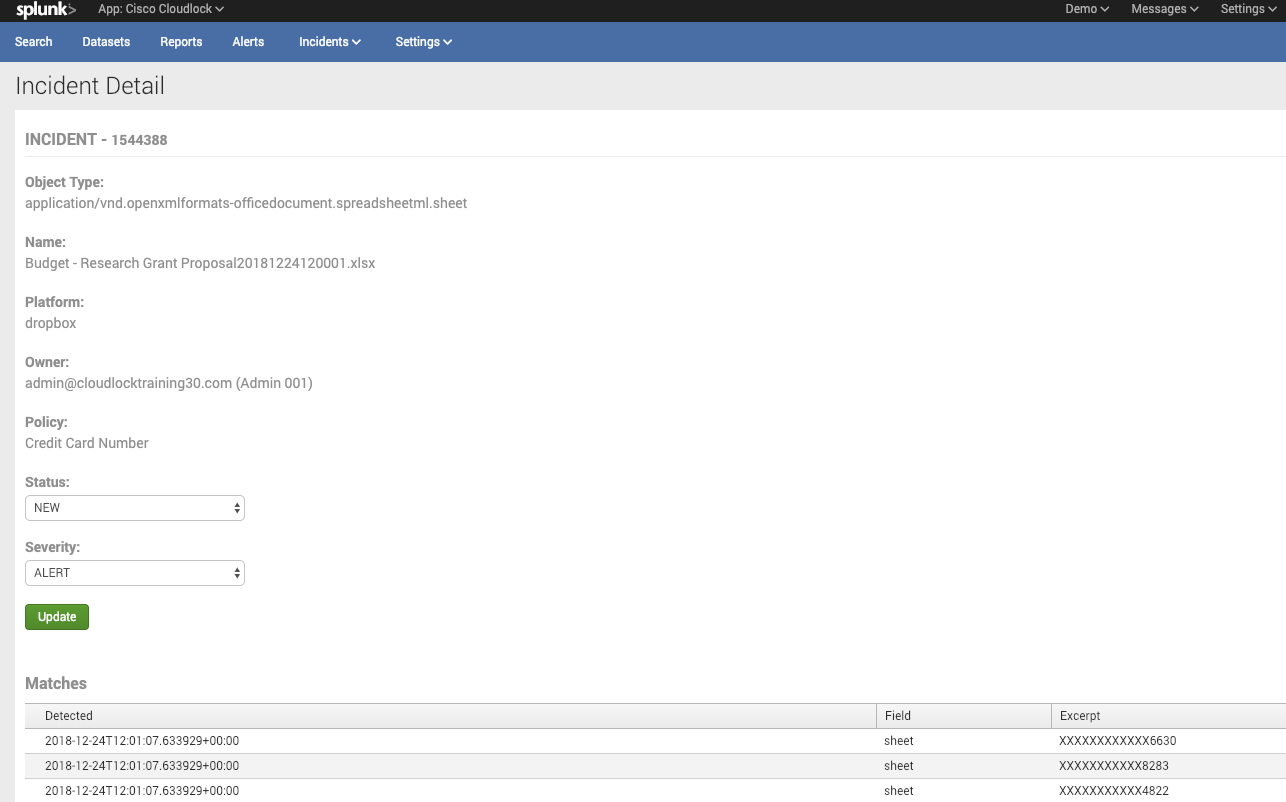 splunk> App: Cisco Cloudlock Demo Messages Settings
Search Datasets Reports Alerts Incidents Settings
Incident Detail
INCIDENT - 1544388
Object Type:
application/vnd.openxmlformats-officedocument.spreadsheetml.sheet
Name:
Budget - Research Grant Proposal20181224120001.xlsx
Platform:
dropbox
Owner:
admin@cloudlocktraining30.com (Admin 001)
Policy:
Credit Card Number
Status:
NEW
Severity:
ALERT
Update
Matches
Detected Field Excerpt
2018-12-24T12:01:07.633929+00:00 sheet XXXXXXXXXXXX6630
2018-12-24T12:01:07.633929+00:00 sheet XXXXXXXXXXX8283
2018-12-24T12:01:07.633929+00:00 sheet XXXXXXXXXXX4822